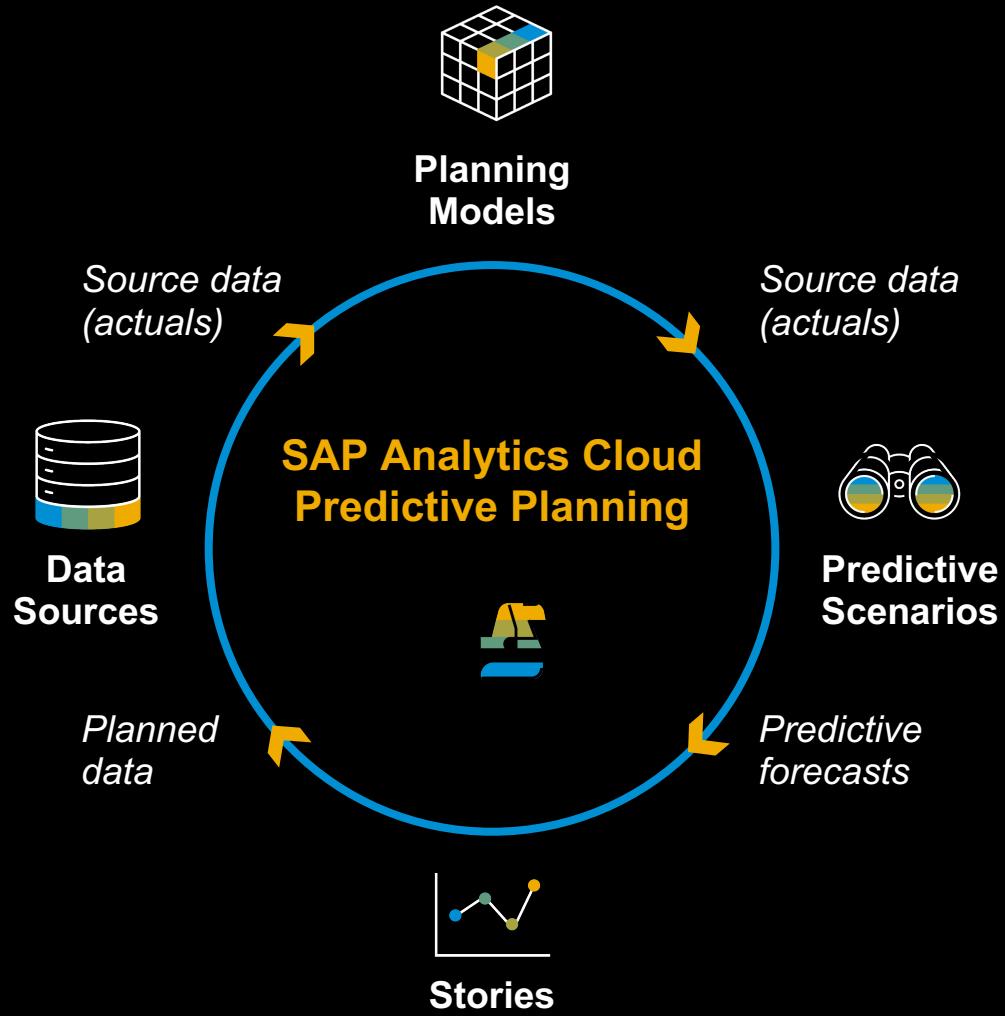 Planning
Models
Source data
(actuals)
Source data
(actuals)
SAP Analytics Cloud
Predictive Planning
Data
Sources
Predictive
Scenarios
Planned
data
Predictive
forecasts
Stories